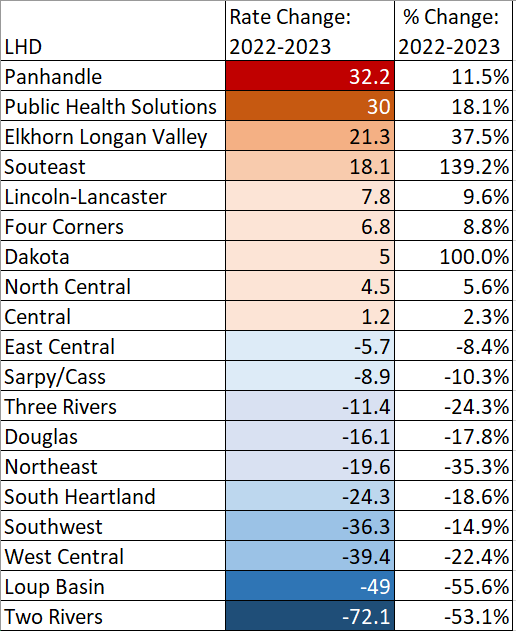 LHD Rate Change: 2022-2023 % Change: 2022-2023
Panhandle 32.2 11.5%
Public Health Solutions 30 18.1%
Elkhorn Longan Valley 21.3 37.5%
Souteast 18.1 139.2%
Lincoln-Lancaster 7.8 9.6%
Four Corners 6.8 8.8%
Dakota 5 100.0%
North Central 4.5 5.6%
Central 1.2 2.3%
East Central -5.7 -8.4%
Sarpy/Cass -8.9 -10.3%
Three Rivers -11.4 -24.3%
Douglas -16.1 -17.8%
Northeast -19.6 -35.3%
South Heartland -24.3 -18.6%
Southwest -36.3 -14.9%
West Central -39.4 -22.4%
Loup Basin -49 -55.6%
Two Rivers -72.1 -53.1%